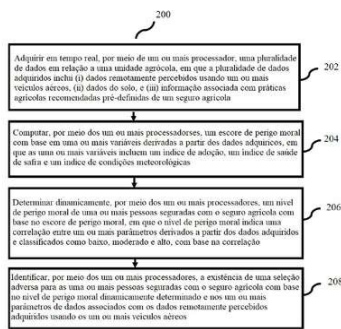 200
Adquirir em tempo real, por meio de um ou mais processador, uma pluralidade
de dados em relação a uma unidade agrócola, em que a pluralidade de dados
adquiridos inclui (i) dados remotamente percebidos usando um ou mais
veículos aéreos, (ii) dados do solo, e (iii) informação associada com práticas
agrícolas recomendadas pré-definidas de um seguro agrícola
202
Computar, por meio dos um ou mais processadorses, um escore de perigo moral
com base em uma ou mais variáveis derivadas a partir dos dados adquiricos, em
que as uma ou mais variáveis incluem um índice de adoção, um índice de saúde
de safra e um índice de condições meteorológicas
204
Determinar dinamicamente, por meio dos um ou mais processadores, um nível
de perigo moral de uma ou mais pessoas seguradas com o seguro agrícola com
base no escore de perigo moral, em que o nível de perigo moral indica uma
correlação entre um ou mais parâmetros derivados a partir dos dados adquiridos
e classificados como baixo, moderado e alto, com base na correlação
206
Identificar, por meio dos um ou mais processadores, a existência de uma seleção
adversa para as uma ou mais pessoas seguradas com o seguro agrícola com base
no nível de perigo moral dinamicamente determinado e nos um ou mais
parâmetros de dados associados com os dados remotamente percebidos
adquiridos usando os um ou mais veículos aéreos
208